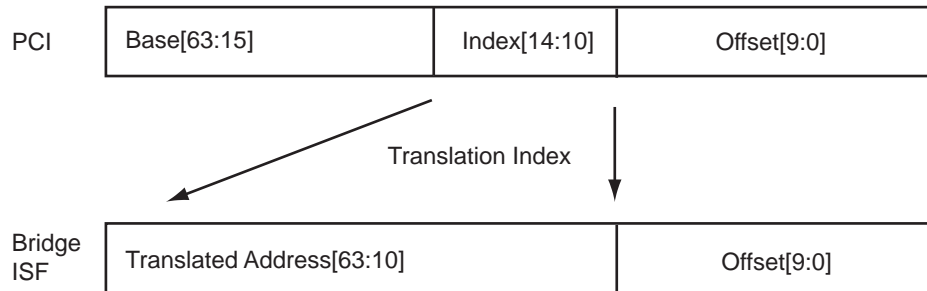 PCI
Base[63:15]
Index[14:10]
Offset[9:0]
Translation Index
Bridge
ISF
Translated Address[63:10]
Offset[9:0]